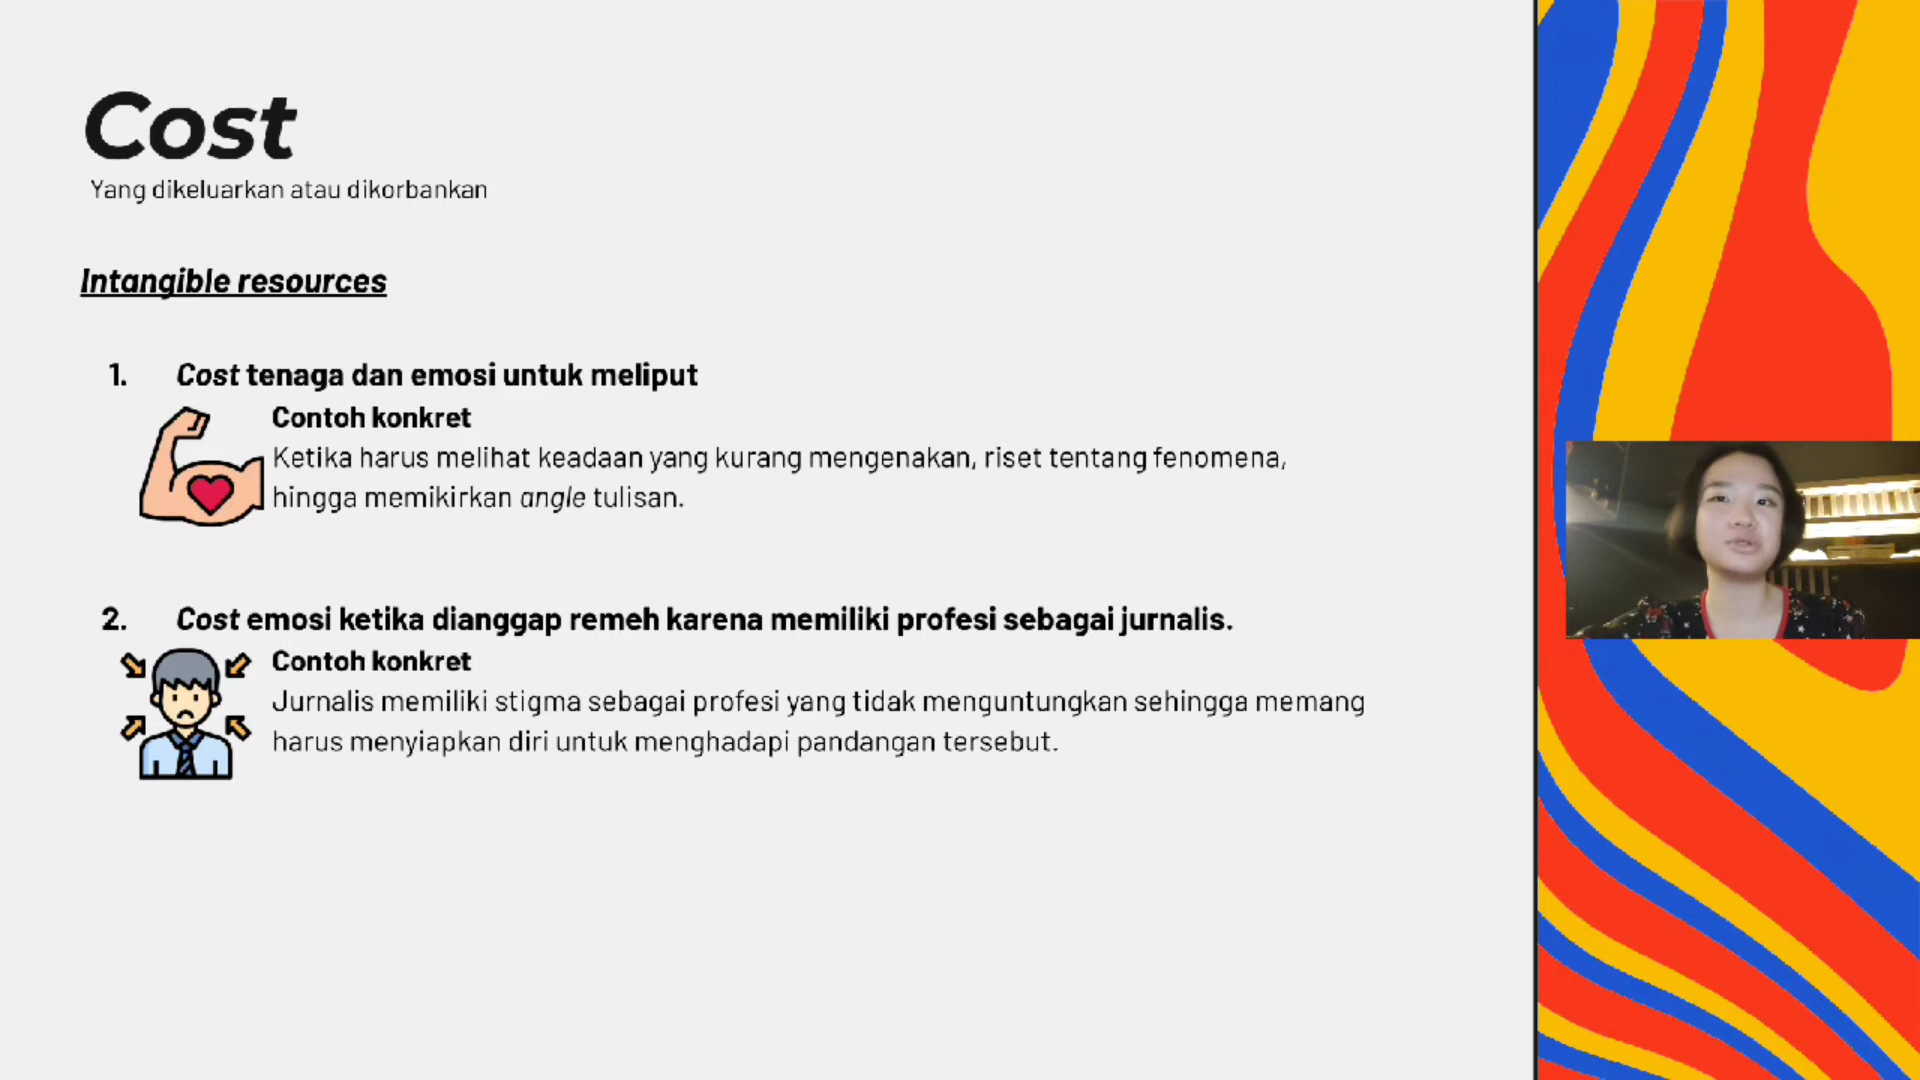 Cost
Yang dikeluarkan atau dikorbankan
Intangible resources
1. Cost tenaga dan emosi untuk meliput
Contoh konkret
Ketika harus melihat keadaan yang kurang mengenakan, riset tentang fenomena,
hingga memikirkan angle tulisan.
2. Cost emosi ketika dianggap remeh karena memiliki profesi sebagai jurnalis.
Contoh konkret
Jurnalis memiliki stigma sebagai profesi yang tidak menguntungkan sehingga memang
harus menyiapkan diri untuk menghadapi pandangan tersebut.